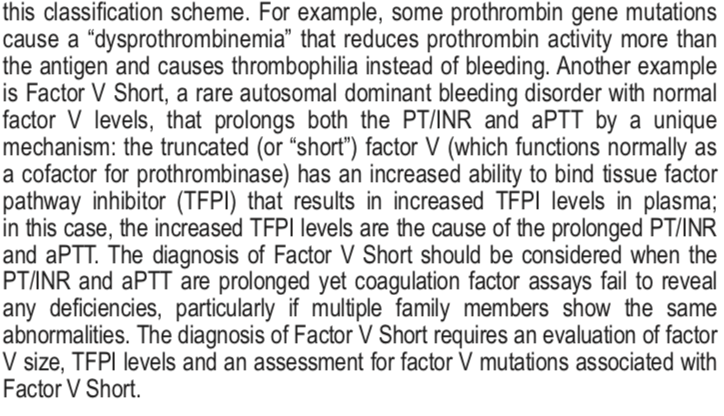 this classification scheme. For example, some prothrombin gene mutations
cause a “dysprothrombinemia” that reduces prothrombin activity more than
the antigen and causes thrombophilia instead of bleeding. Another example
is Factor V Short, a rare autosomal dominant bleeding disorder with normal
factor V levels, that prolongs both the PT/INR and aPTT by a unique
mechanism: the truncated (or “short”) factor V (which functions normally as
a cofactor for prothrombinase) has an increased ability to bind tissue factor
pathway inhibitor (TFPI) that results in increased TFPI levels in plasma;
in this case, the increased TFPI levels are the cause of the prolonged PT/INR
and aPTT. The diagnosis of Factor V Short should be considered when the
PT/INR and aPTT are prolonged yet coagulation factor assays fail to reveal
any deficiencies, particularly if multiple family members show the same
abnormalities. The diagnosis of Factor V Short requires an evaluation of factor
V size, TFPI levels and an assessment for factor V mutations associated with
Factor V Short.